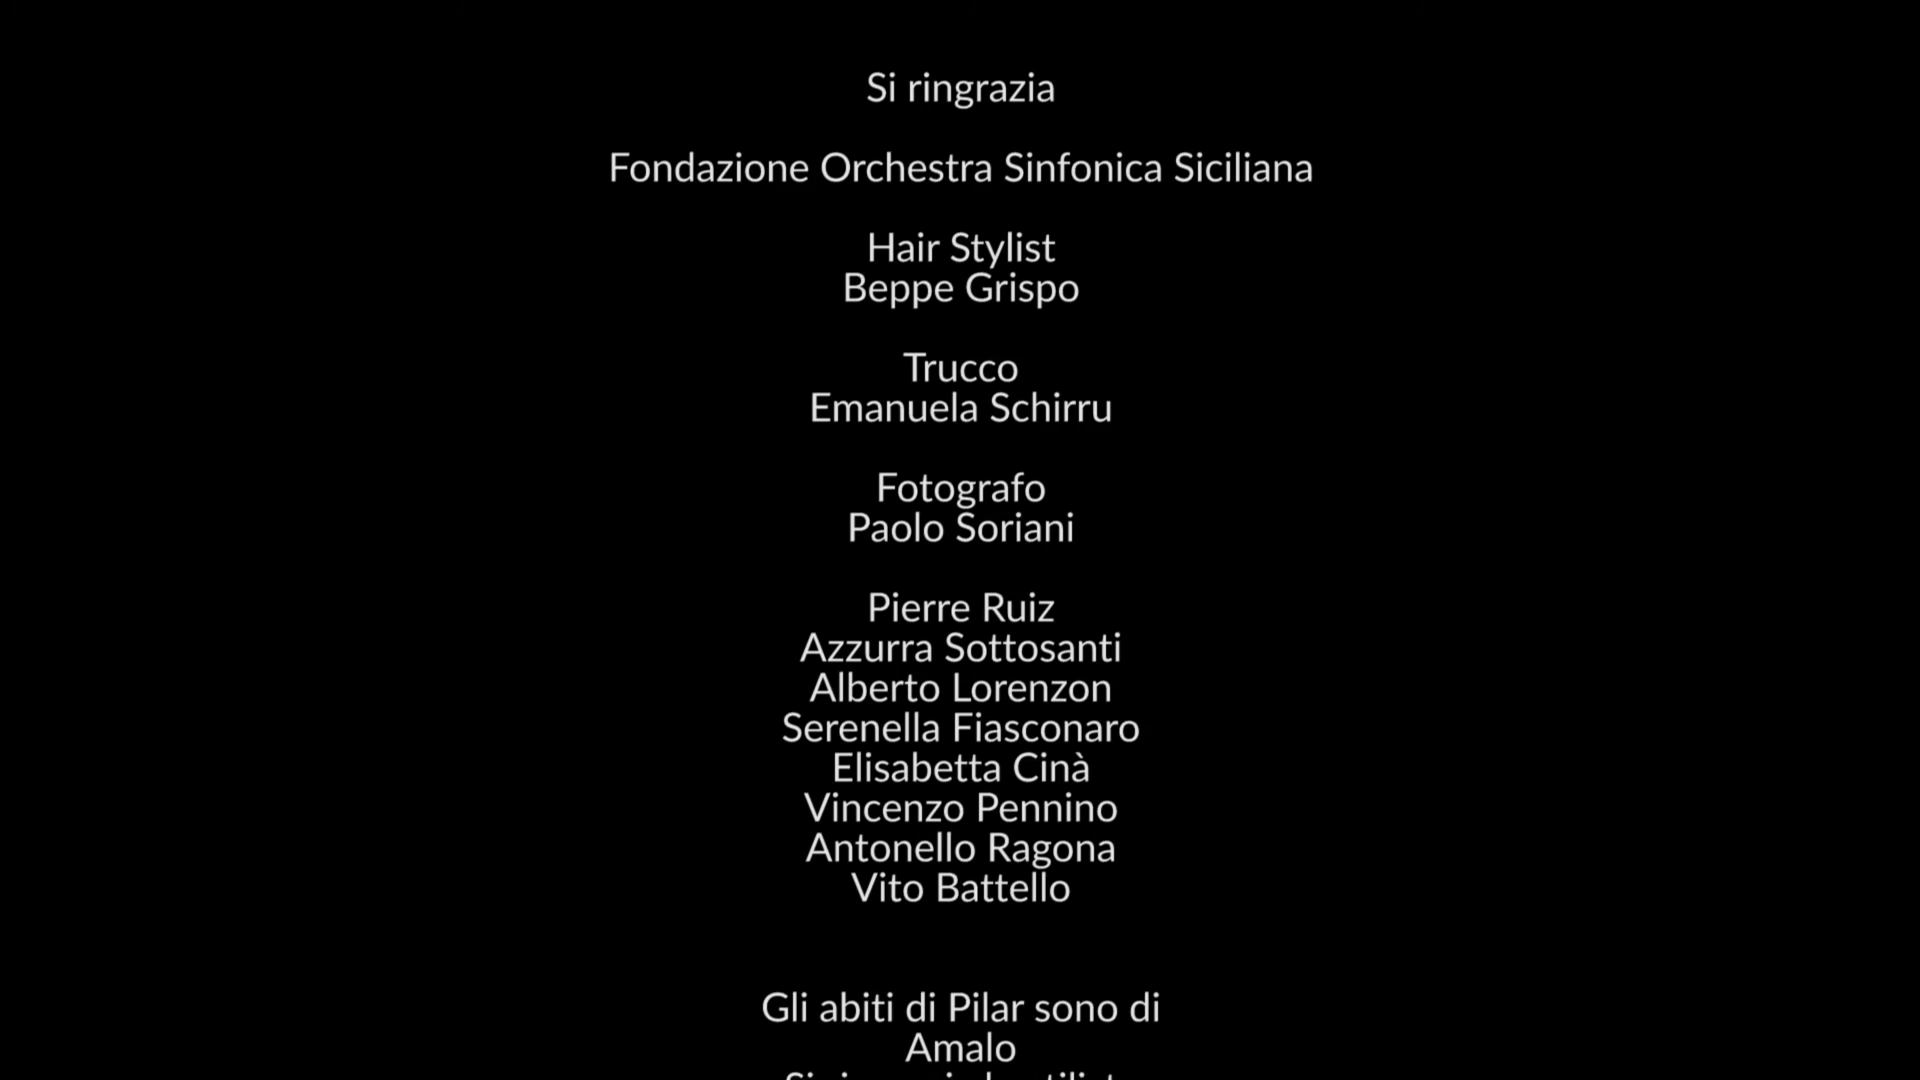 Si ringrazia
Fondazione Orchestra Sinfonica Siciliana
Hair Stylist
Beppe Grispo
Trucco
Emanuela Schirru
Fotografo
Paolo Soriani
Pierre Ruiz
Azzurra Sottosanti
Alberto Lorenzon
Serenella Fiasconaro
Elisabetta Cinà
Vincenzo Pennino
Antonello Ragona
Vito Battello
Gli abiti di Pilar sono di
Amalo